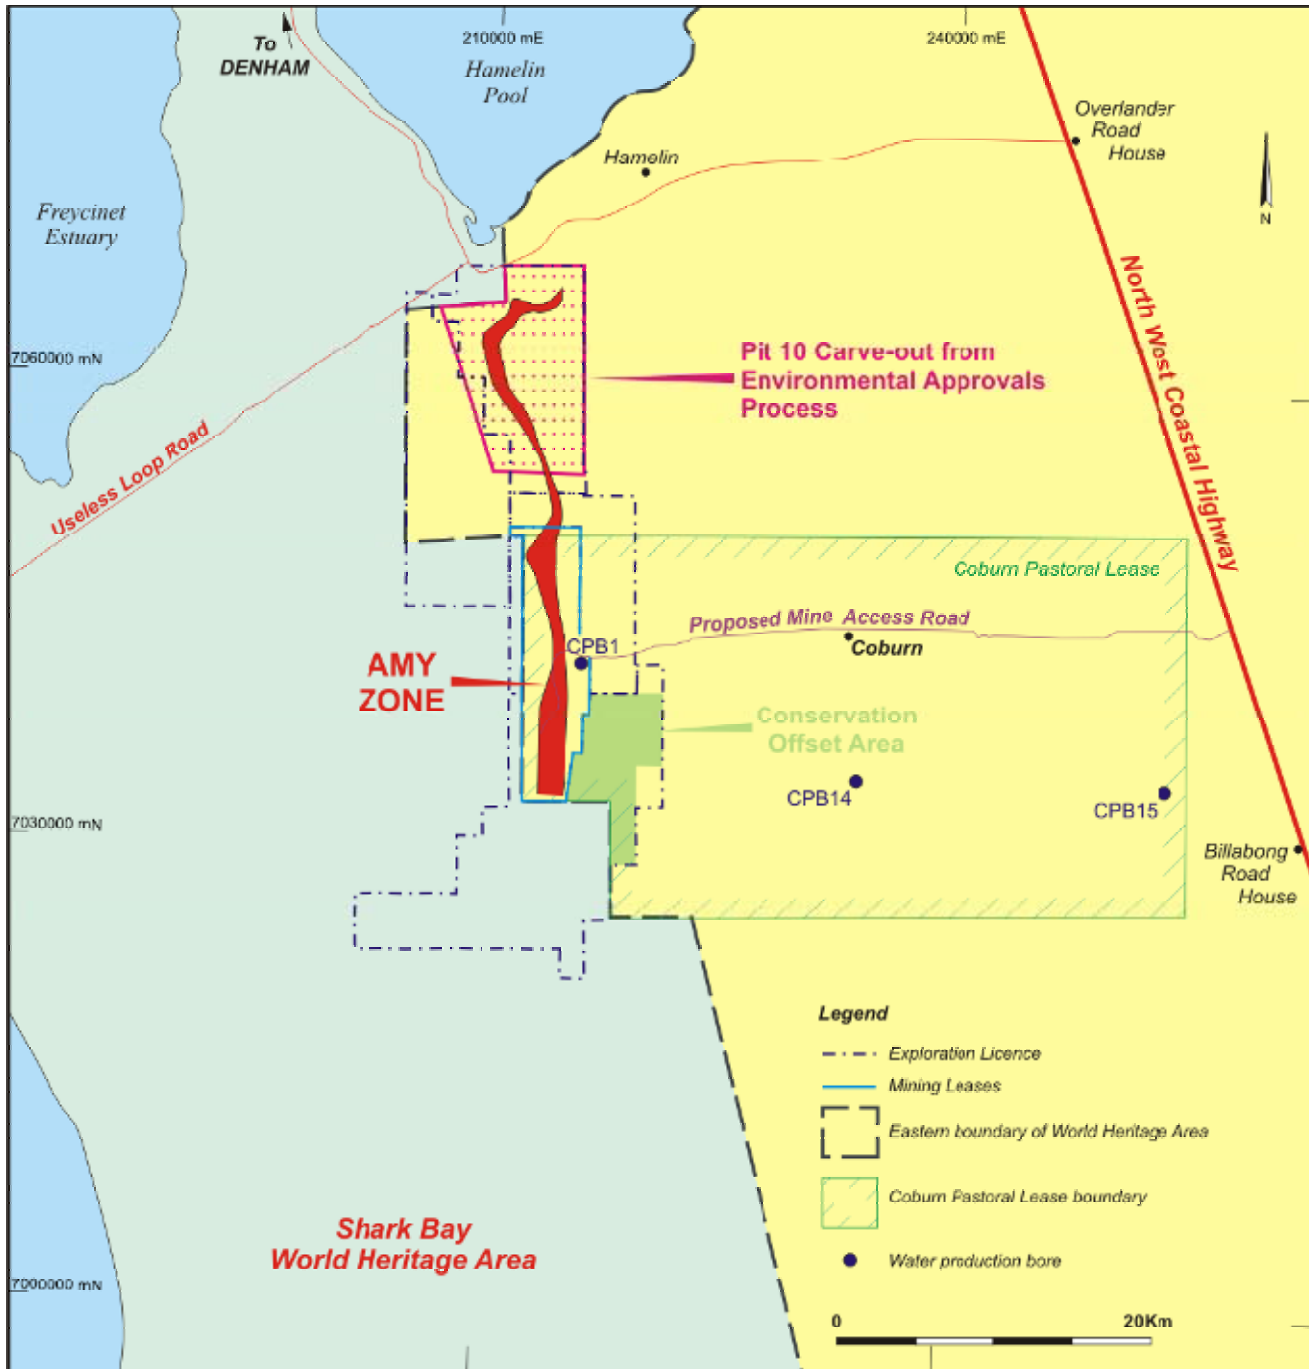 To
DENHAM
210000 mE
240000 mE
Hamelin
Pool
Overlander
Road
House
Hamelin
Freycinet
Estuary
N
North West Coastal Highway
7060000 mN
Pit 10 Carve-out from
Environmental Approvals
Process
Useless Loop Road
Coburn Pastoral Lease
Proposed Mine Access Road
CPB1
Coburn
AMY
ZONE
Conservation
Offset Area
CPB14
CPB15
7030000 mN
Billabong
Road
House
Legend
Exploration Licence
Mining Leases
Eastern boundary of World Heritage Area
Coburn Pastoral Lease boundary
Shark Bay
World Heritage Area
Water production bore
7000000 mN
0
20Km